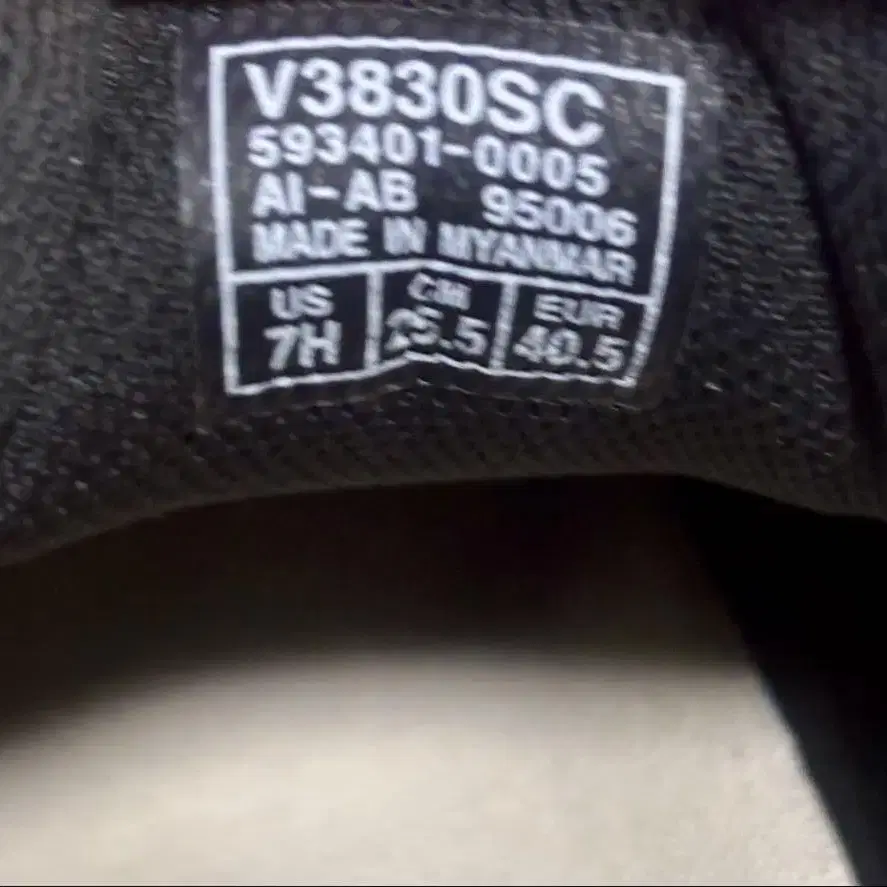 V3830SC
593401-0005
AI-AB 95006
MADE IN MYANMAR
US CM EUR
7H 25.5 40.5